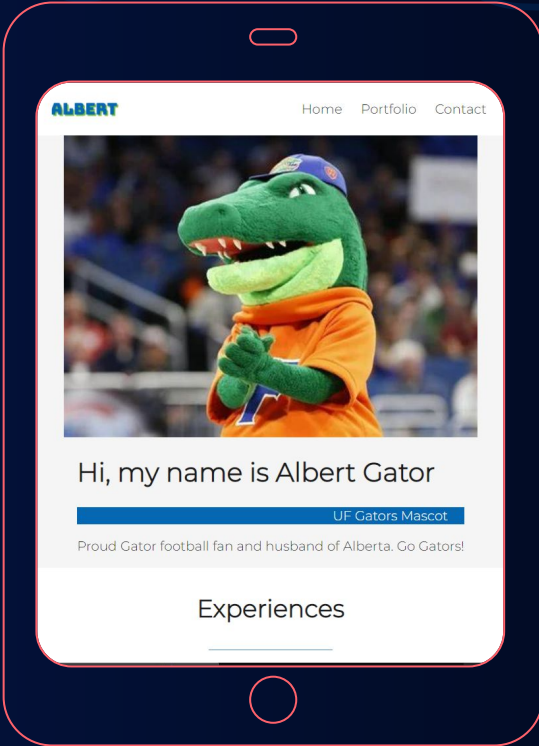 ALBERT
Home Portfolio Contact
Hi, my name is Albert Gator
UF Gators Mascot
Proud Gator football fan and husband of Alberta. Go Gators!
Experiences